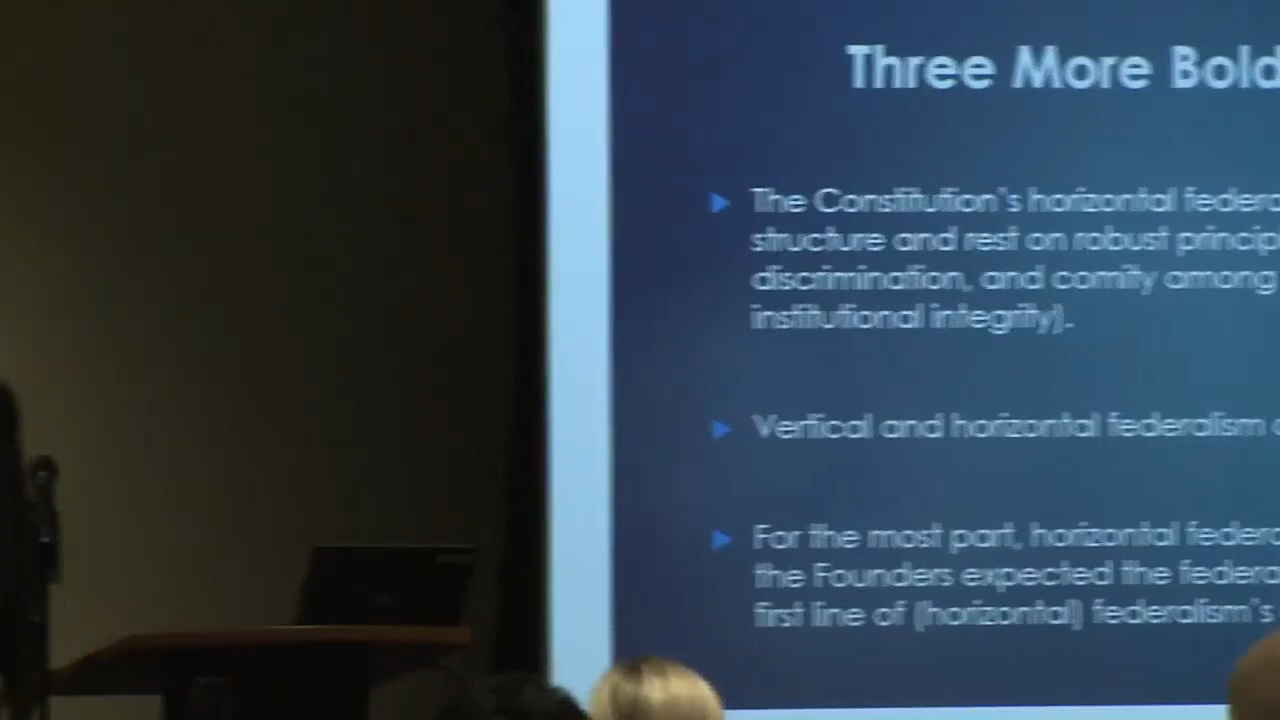 Three More Bold
The Constitution's horizontal federa
structure and rest on robust princip
discrimination, and comity among
institutional integrity).
Vertical and horizontal federalism
For the most part, horizontal federa
the Founders expected the federa
first line of (horizontal) federalism's